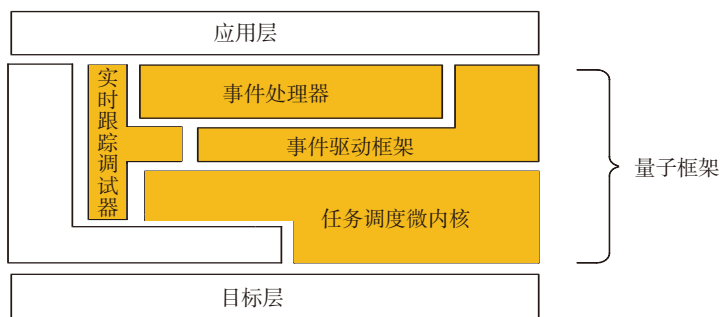 应用层
实时跟踪调试器
事件处理器
事件驱动框架
量子框架
任务调度微内核
目标层